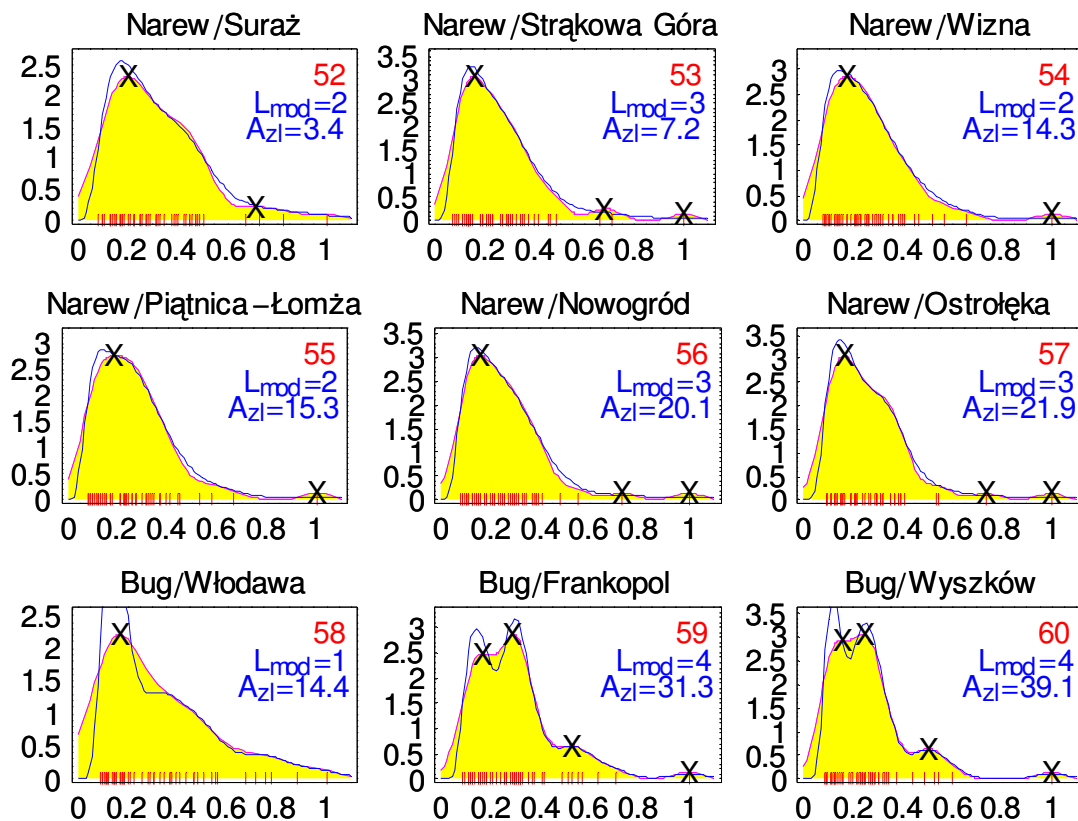 Narew/Suraż
2.5
2
1.5
1
0.5
0
52
Lmod=2
Azl=3.4
0 0.2 0.4 0.6 0.8 1
Narew/Strąkowa Góra
3.5
3
2.5
2
1.5
1
0.5
0
53
Lmod=3
Azl=7.2
0 0.2 0.4 0.6 0.8 1
Narew/Wizna
3
2.5
2
1.5
1
0.5
0
54
Lmod=2
Azl=14.3
0 0.2 0.4 0.6 0.8 1
Narew/Piątnica–Łomża
3
2.5
2
1.5
1
0.5
0
55
Lmod=2
Azl=15.3
0 0.2 0.4 0.6 0.8 1
Narew/Nowogród
3.5
3
2.5
2
1.5
1
0.5
0
56
Lmod=3
Azl=20.1
0 0.2 0.4 0.6 0.8 1
Narew/Ostrołęka
3.5
3
2.5
2
1.5
1
0.5
0
57
Lmod=3
Azl=21.9
0 0.2 0.4 0.6 0.8 1
Bug/Włodawa
2.5
2
1.5
1
0.5
0
58
Lmod=1
Azl=14.4
0 0.2 0.4 0.6 0.8 1
Bug/Frankopol
3
2.5
2
1.5
1
0.5
0
59
Lmod=4
Azl=31.3
0 0.2 0.4 0.6 0.8 1
Bug/Wyszków
3.5
3
2.5
2
1.5
1
0.5
0
60
Lmod=4
Azl=39.1
0 0.2 0.4 0.6 0.8 1